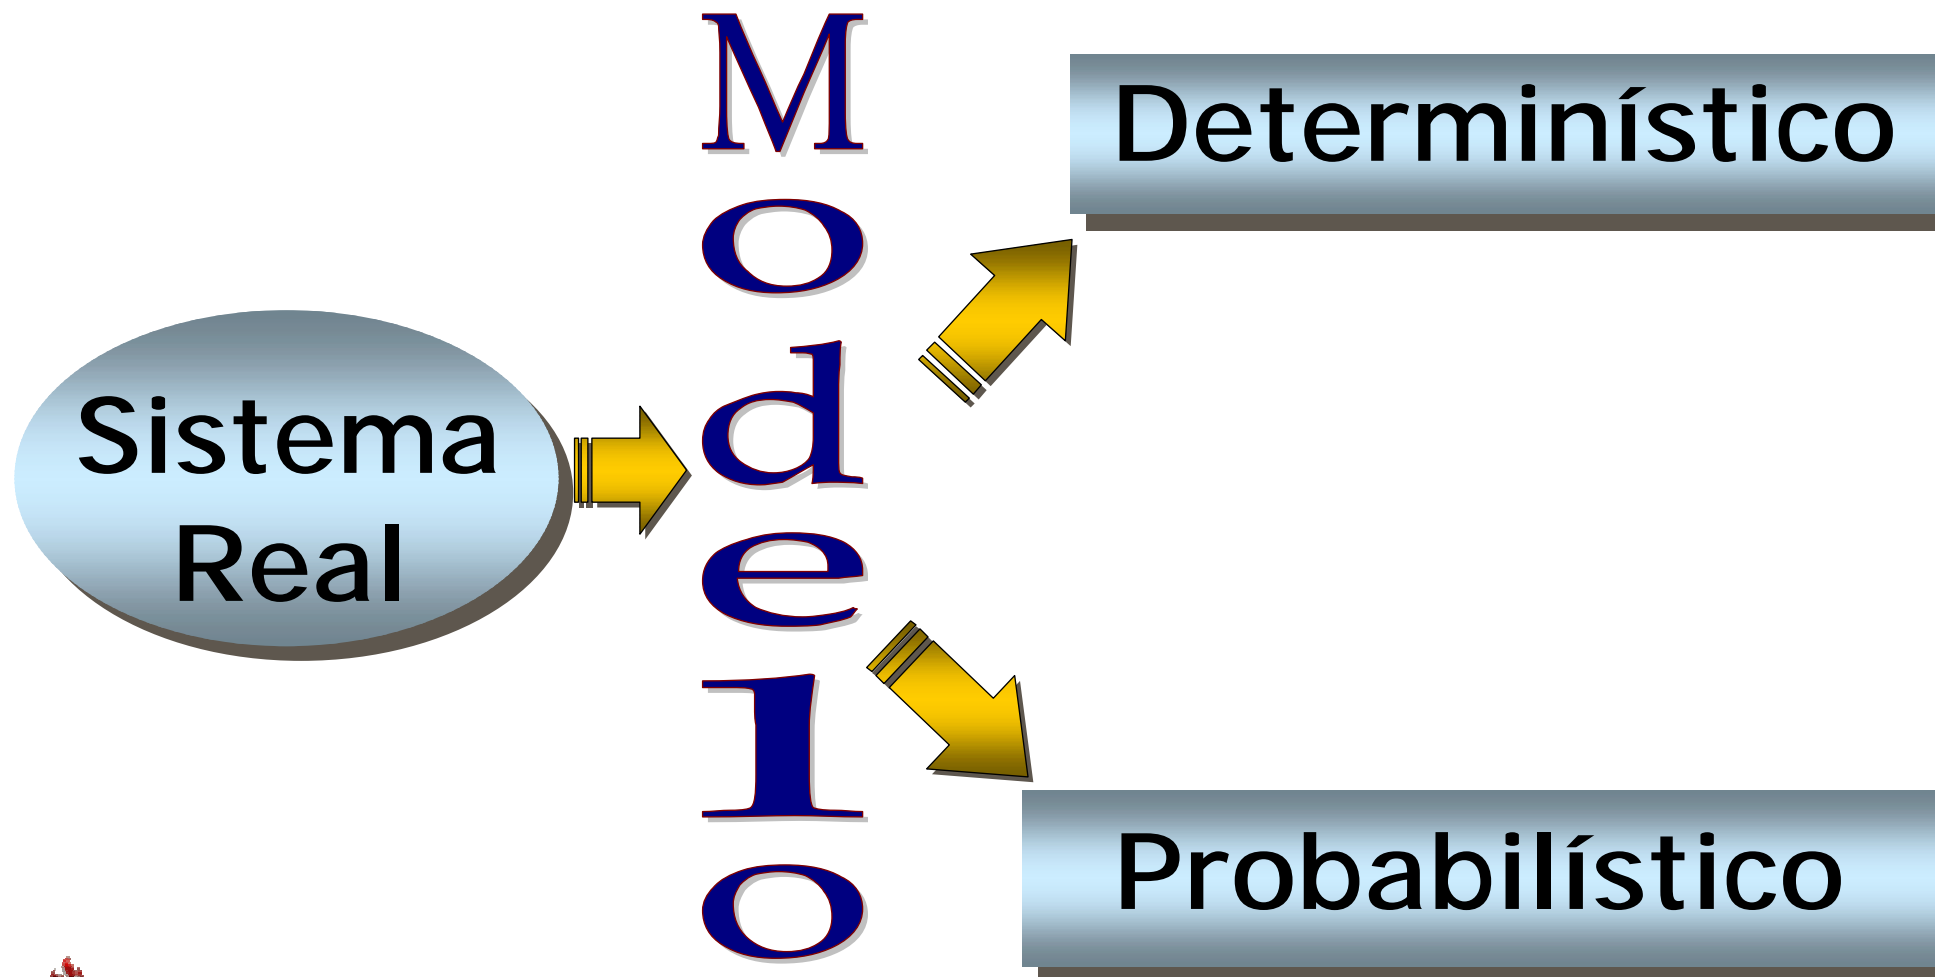 Sistema
Real
Modelo
Determinístico
Probabilístico